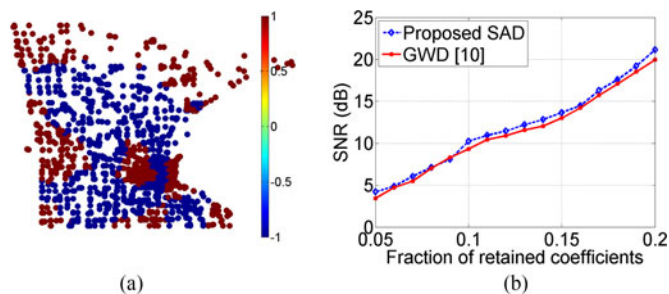 1
0.5
0
-0.5
-1
(a)
SNR (dB)
25
20
15
10
5
0
0.05
0.1
0.15
0.2
Proposed SAD
GWD [10]
Fraction of retained coefficients
(b)